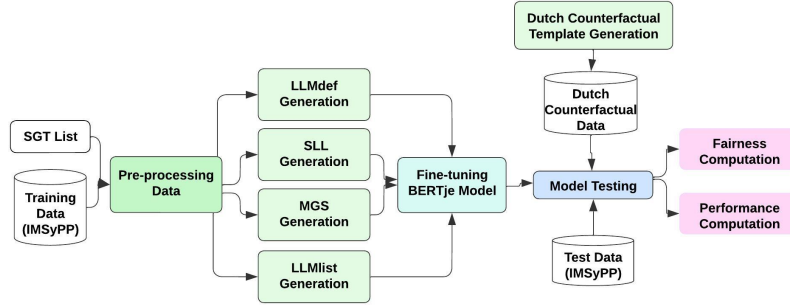 Dutch Counterfactual
Template Generation
LLMdef
Generation
Dutch
Counterfactual
Data
SGT List
SLL
Generation
Fairness
Computation
Pre-processing
Data
Fine-tuning
BERTje Model
Model Testing
Training
Data
(IMSyPP)
MGS
Generation
Performance
Computation
LLMlist
Generation
Test Data
(IMSyPP)